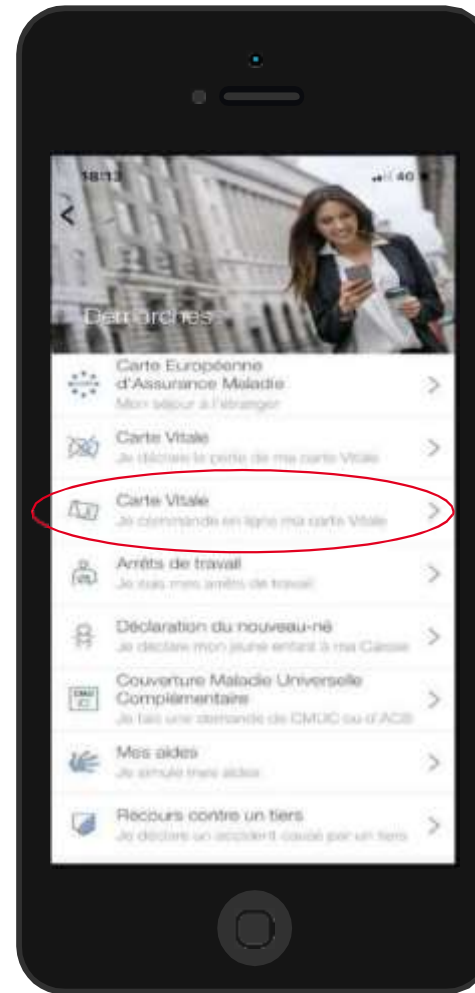 18:13
4G
Démarches
Carte Européenne
d'Assurance Maladie
Mon séjour à l'étranger
Carte Vitale
Je déclare la perte de ma carte Vitale
Carte Vitale
Je commande en ligne ma carte Vitale
Arrêts de travail
Je suis mes arrêts de travail
Déclaration du nouveau-né
Je déclare mon jeune enfant à ma Caisse
Couverture Maladie Universelle
Complémentaire
Je fais une demande de CMUC ou d'ACS
Mes aides
Je simule mes aides
Recours contre un tiers
Je déclare un accident causé par un tiers